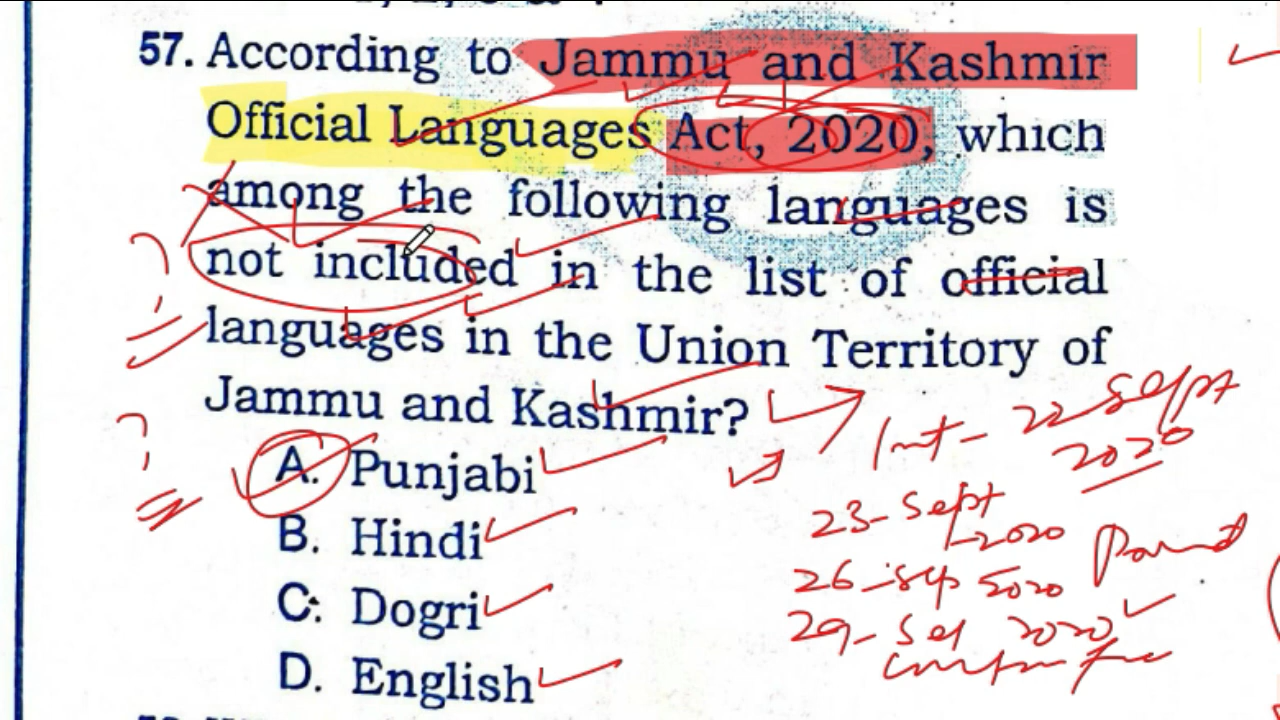 57. According to Jammu and Kashmir
Official Languages Act, 2020, which
among the following languages is
not included in the list of official
languages in the Union Territory of
Jammu and Kashmir?
A. Punjabi
B. Hindi
C. Dogri
D. English
Int - 22 Sept
2020
23 - Sept
2020
26 - Sep 2020
29 - Sep 2020